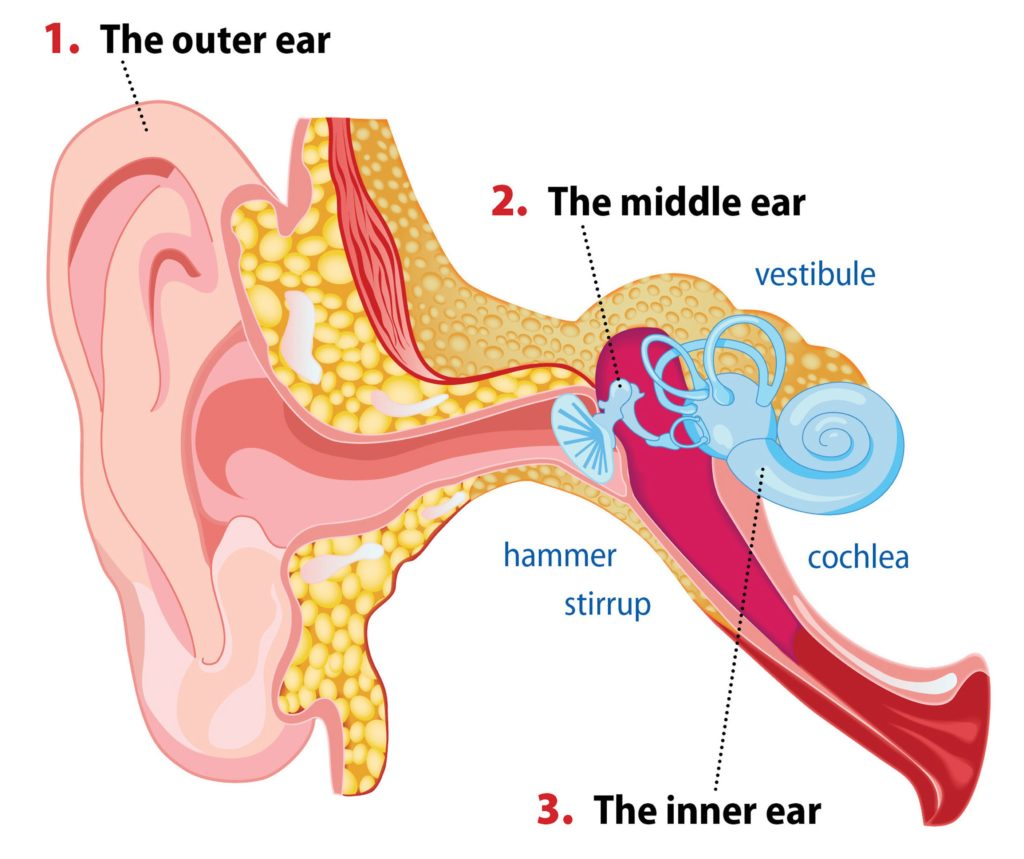 1. The outer ear
2. The middle ear
vestibule
hammer
cochlea
stirrup
3. The inner ear